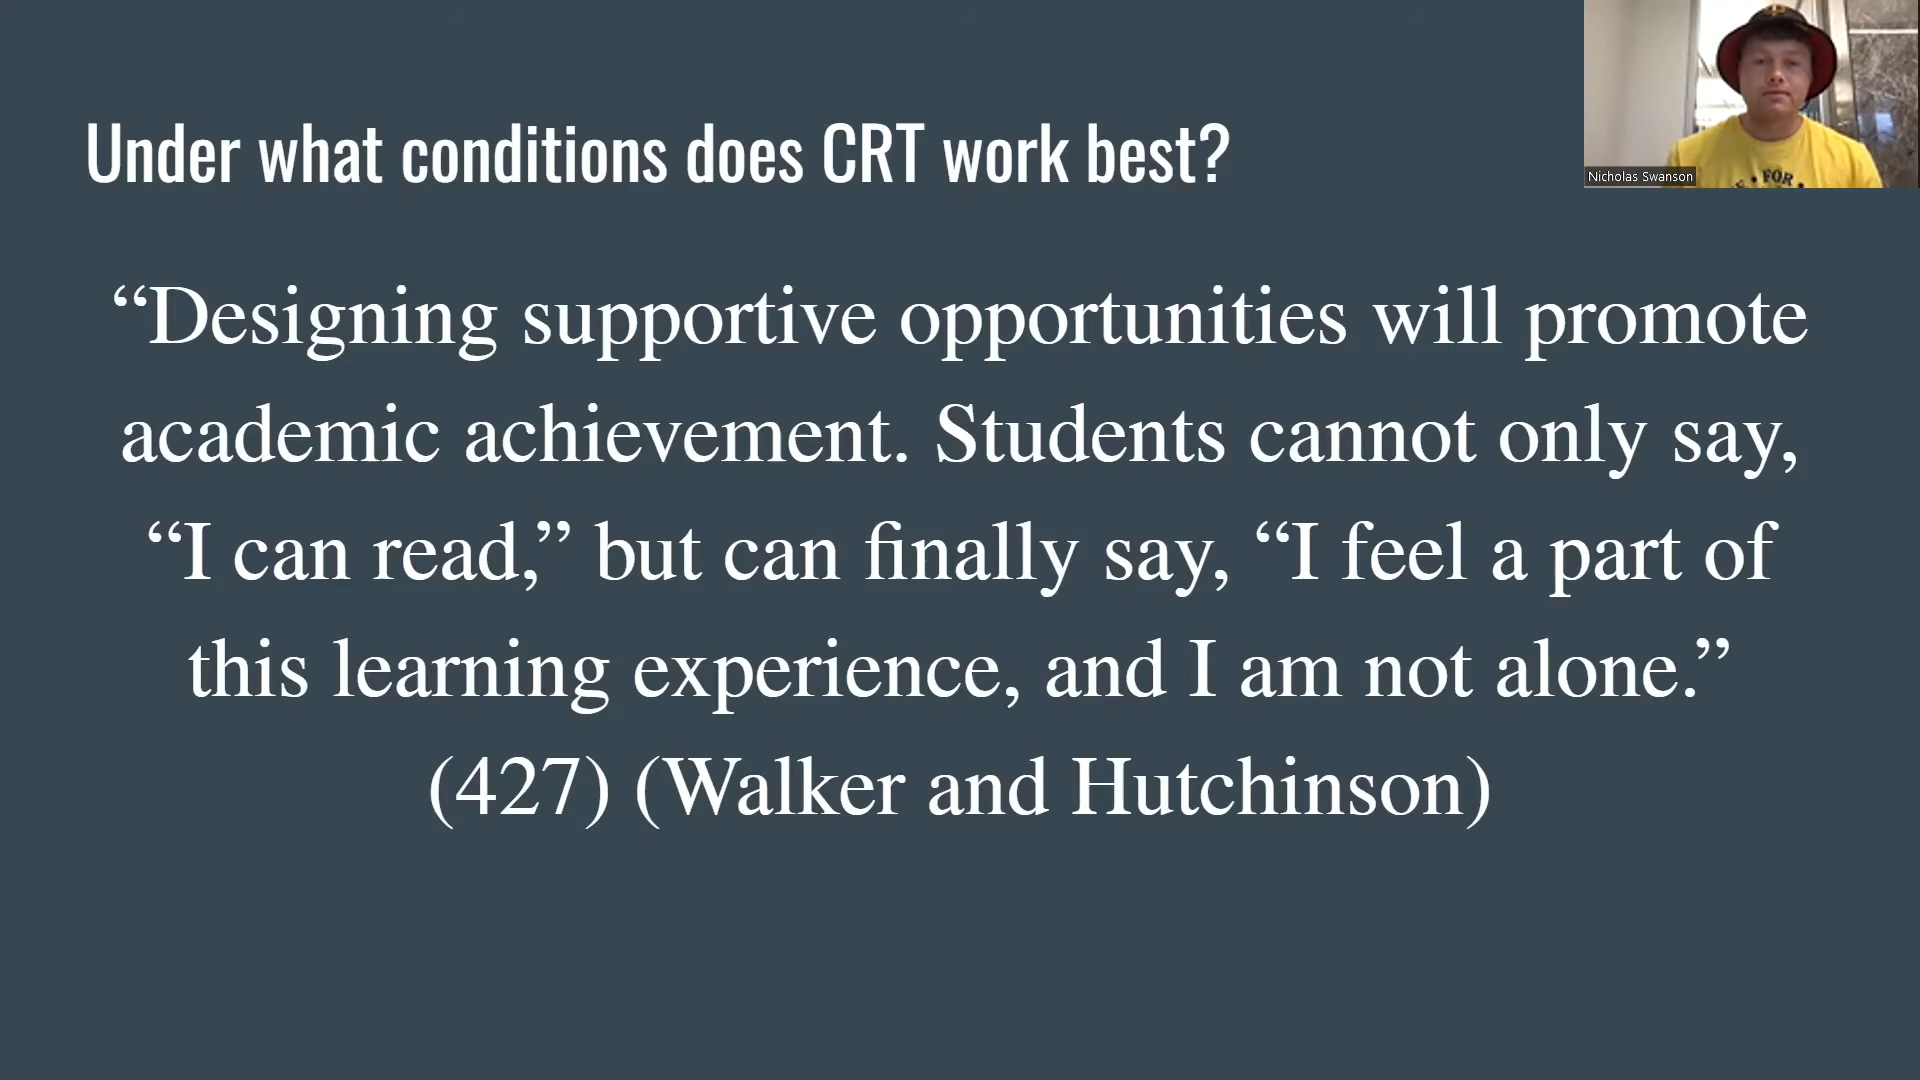 Under what conditions does CRT work best?
“Designing supportive opportunities will promote
academic achievement. Students cannot only say,
“I can read,” but can finally say, “I feel a part of
this learning experience, and I am not alone.”
(427) (Walker and Hutchinson)
Nicholas Swanson
FOR